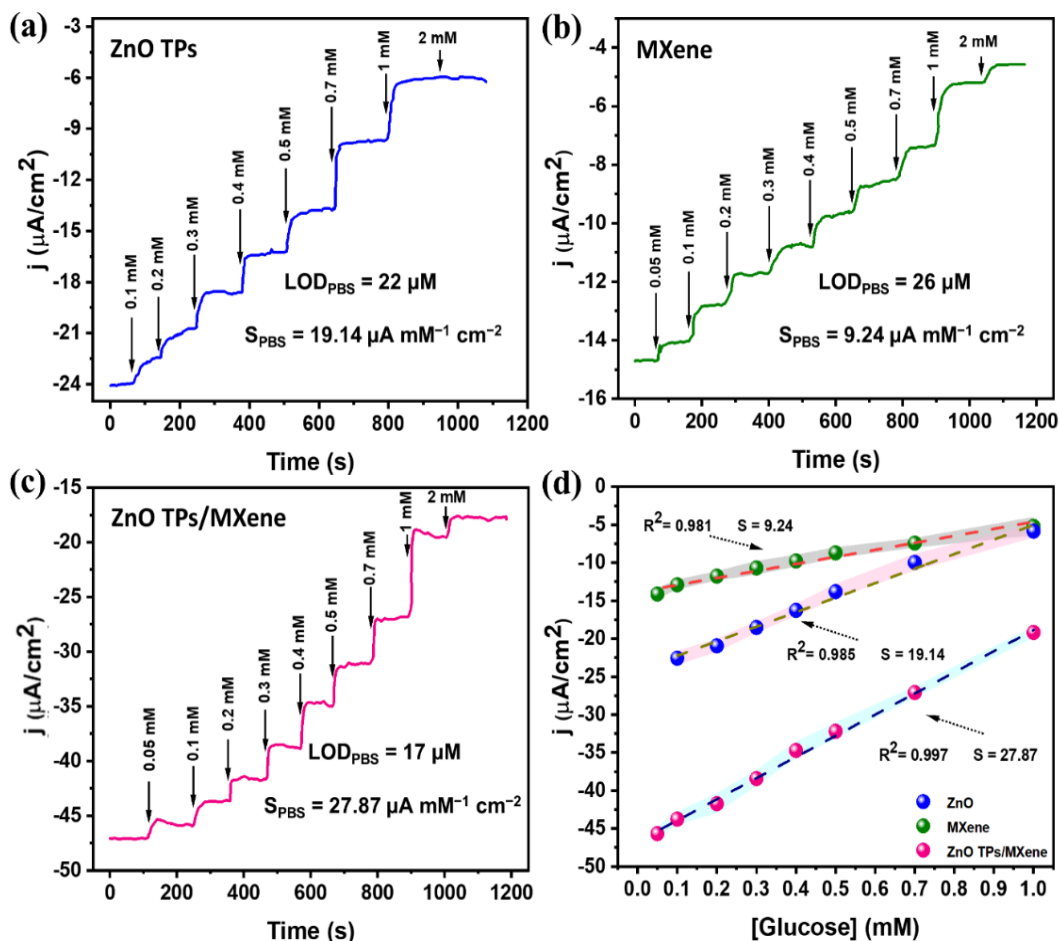 (a)
ZnO TPs
-3
-6
-9
-12
-15
-18
-21
-24
j (µA/cm²)
0.1 mM
0.2 mM
0.3 mM
0.4 mM
0.5 mM
0.7 mM
1 mM
2 mM
LOD_PBS = 22 µM
S_PBS = 19.14 µA mM⁻¹ cm⁻²
0 200 400 600 800 1000 1200
Time (s)
(b)
MXene
-4
-6
-8
-10
-12
-14
-16
j (µA/cm²)
0.05 mM
0.1 mM
0.2 mM
0.3 mM
0.4 mM
0.5 mM
0.7 mM
1 mM
2 mM
LOD_PBS = 26 µM
S_PBS = 9.24 µA mM⁻¹ cm⁻²
0 200 400 600 800 1000 1200
Time (s)
(c)
ZnO TPs/MXene
-15
-20
-25
-30
-35
-40
-45
-50
j (µA/cm²)
0.05 mM
0.1 mM
0.2 mM
0.3 mM
0.4 mM
0.5 mM
0.7 mM
1 mM
2 mM
LOD_PBS = 17 µM
S_PBS = 27.87 µA mM⁻¹ cm⁻²
0 200 400 600 800 1000 1200
Time (s)
(d)
0
-5
-10
-15
-20
-25
-30
-35
-40
-45
-50
j (µA/cm²)
R²= 0.981 S = 9.24
R²= 0.985 S = 19.14
R²= 0.997 S = 27.87
ZnO
MXene
ZnO TPs/MXene
0.0 0.1 0.2 0.3 0.4 0.5 0.6 0.7 0.8 0.9 1.0
[Glucose] (mM)